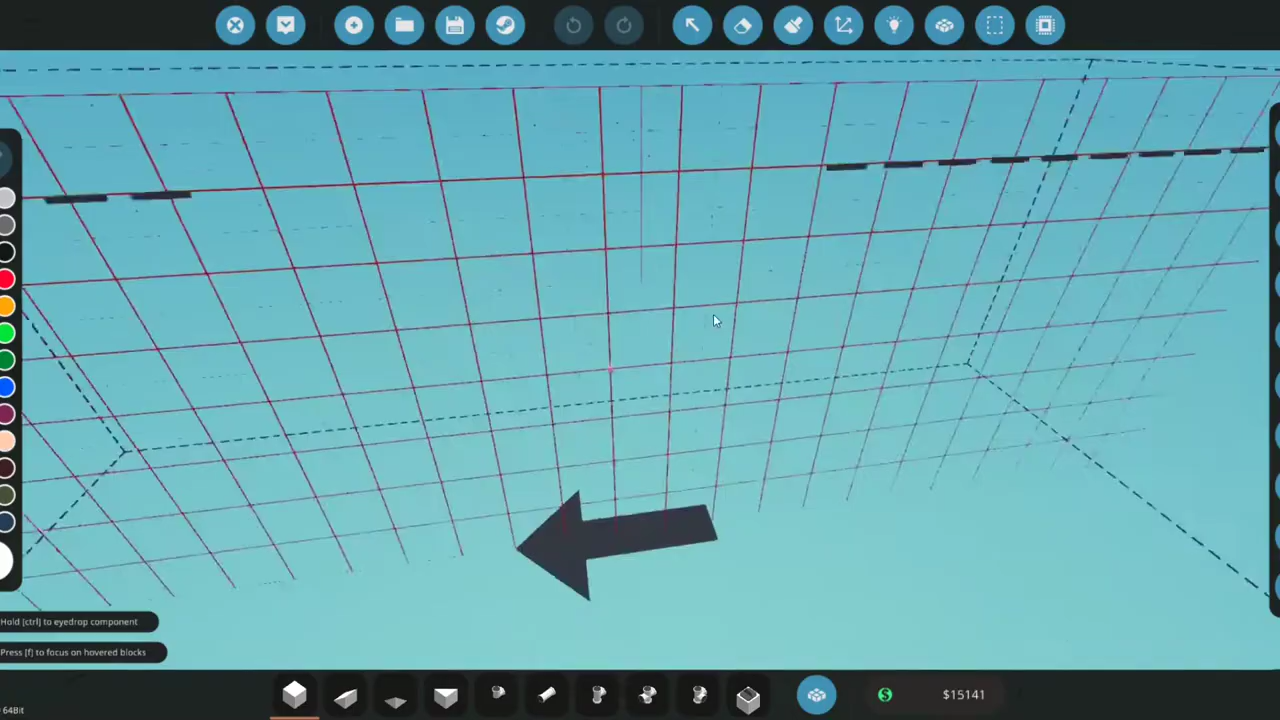 Hold [ctrl] to eyedrop component
Press [f] to focus on hovered blocks
64Bit
$15141